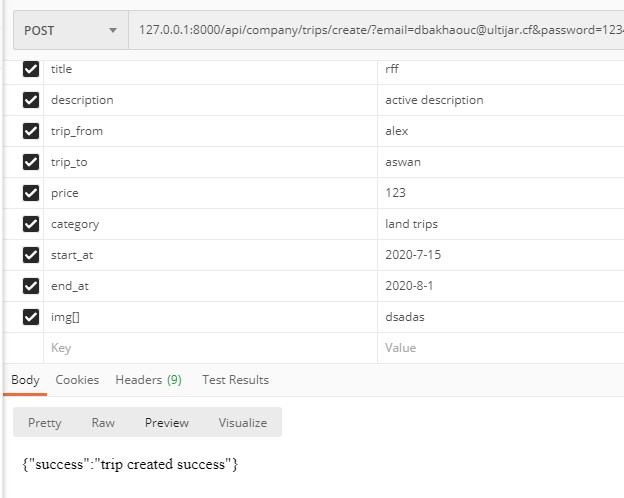 POST 127.0.0.1:8000/api/company/trips/create/?email=dbakhaouc@ultijar.cf&password=123
title rff
description active description
trip_from alex
trip_to aswan
price 123
category land trips
start_at 2020-7-15
end_at 2020-8-1
img[] dsadas
Key Value
Body Cookies Headers (9) Test Results
Pretty Raw Preview Visualize
{"success":"trip created success"}